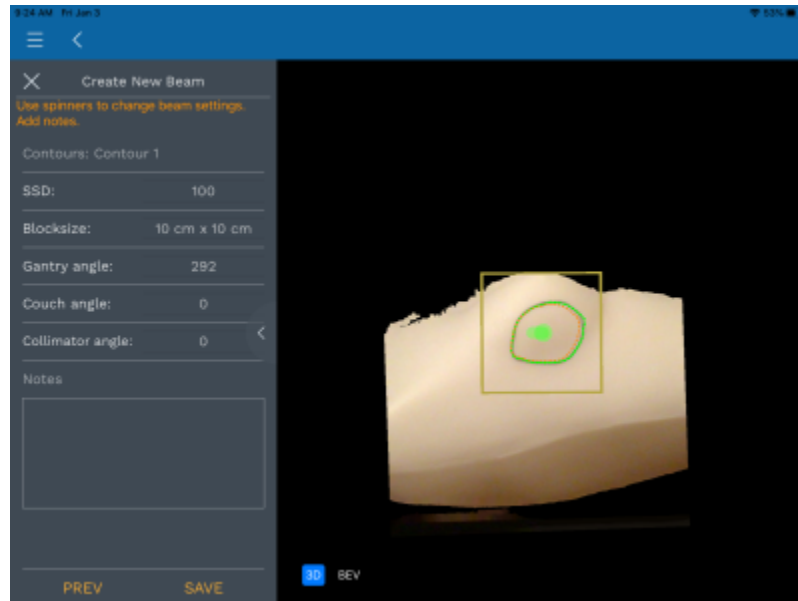 9:24 AM Fri Jan 3
53%
Create New Beam
Use spinners to change beam settings.
Add notes.
Contours: Contour 1
SSD: 100
Blocksize: 10 cm x 10 cm
Gantry angle: 292
Couch angle: 0
Collimator angle: 0
Notes
PREV SAVE
3D BEV